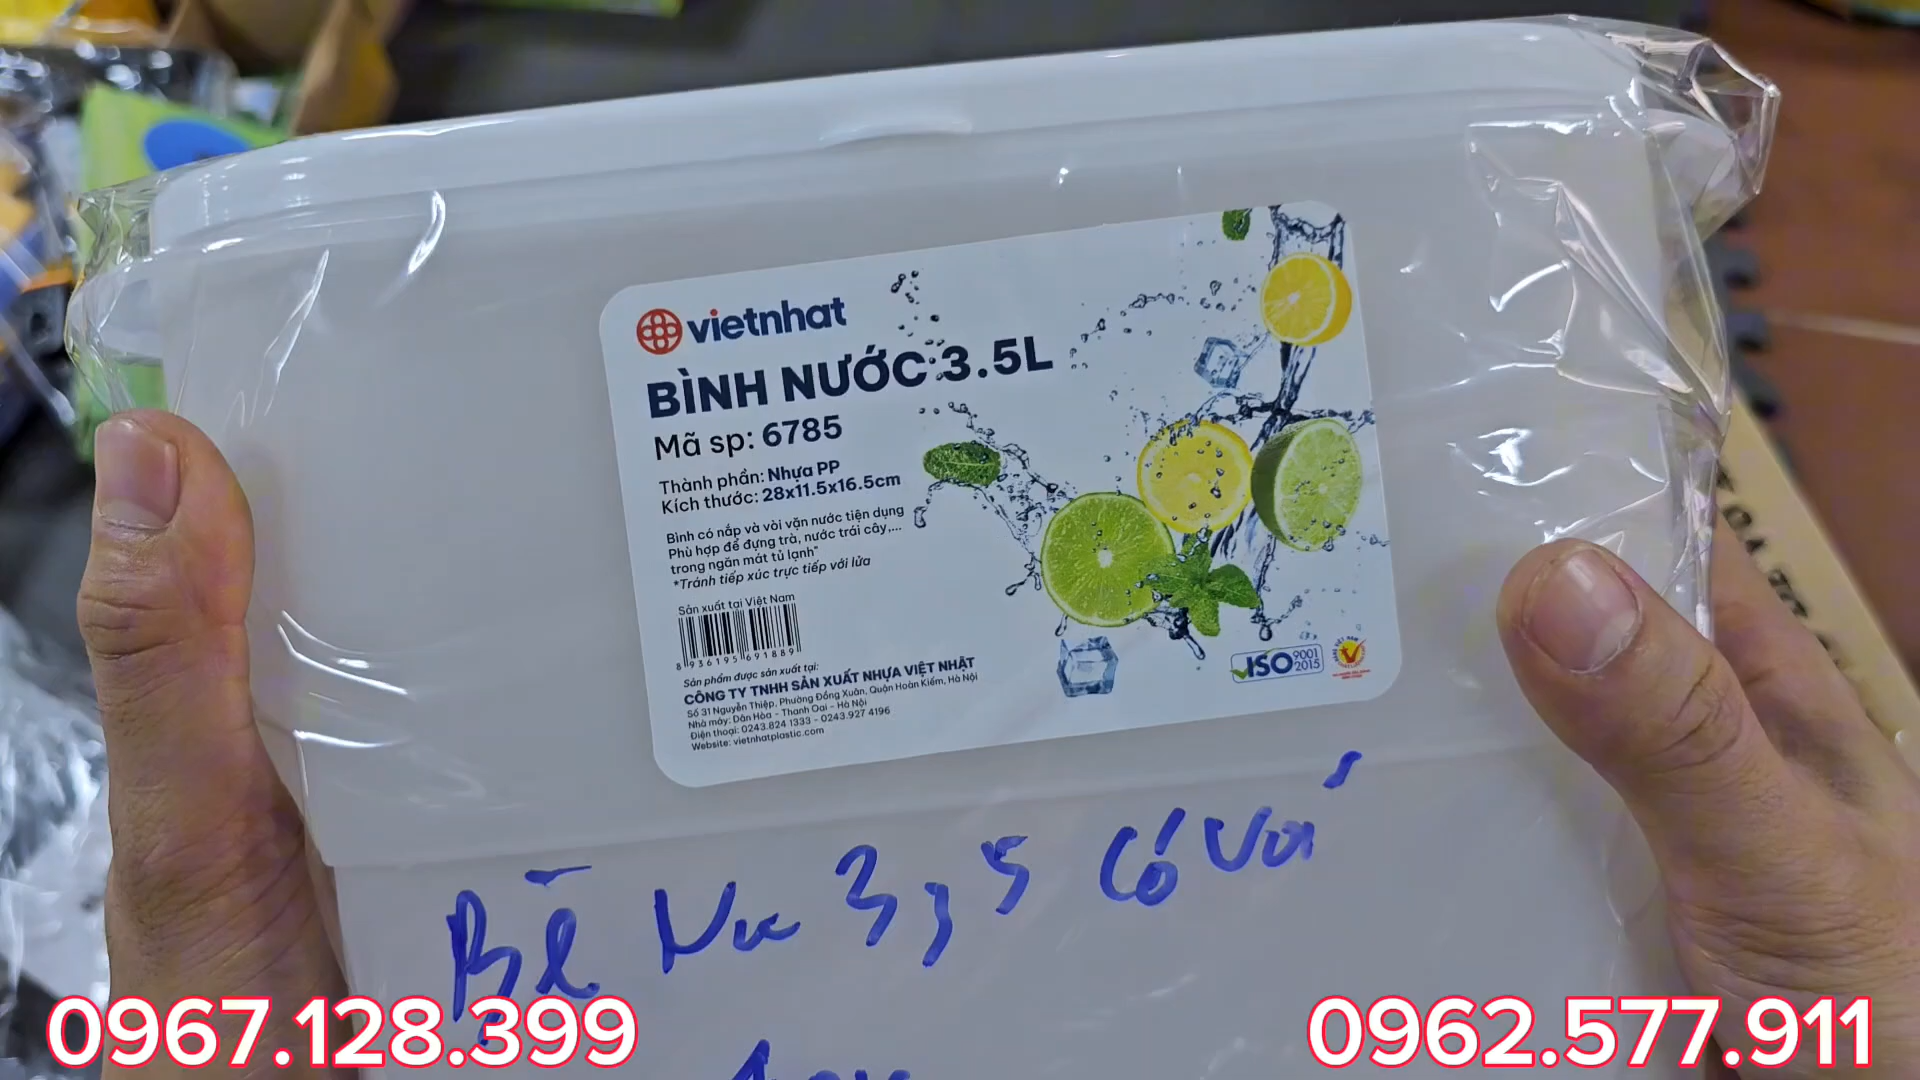 vietnhat
BÌNH NƯỚC 3.5L
Mã sp: 6785
Thành phần: Nhựa PP
Kích thước: 28x11.5x16.5cm
Bình có nắp và vòi vặn nước tiện dụng
Phù hợp để đựng trà, nước trái cây,...
trong ngăn mát tủ lạnh"
*Tránh tiếp xúc trực tiếp với lửa
Sản xuất tại Việt Nam
8 936195 691889
Sản phẩm được sản xuất tại:
CÔNG TY TNHH SẢN XUẤT NHỰA VIỆT NHẬT
Số 31 Nguyễn Thiệp, Phường Đồng Xuân, Quận Hoàn Kiếm, Hà Nội
Nhà máy: Dân Hòa - Thanh Oai - Hà Nội
Điện thoại: 0243.824 1333 - 0243.927 4196
Website: vietnhatplastic.com
ISO 9001 2015
3,5 Có
0967.128.399
0962.577.911